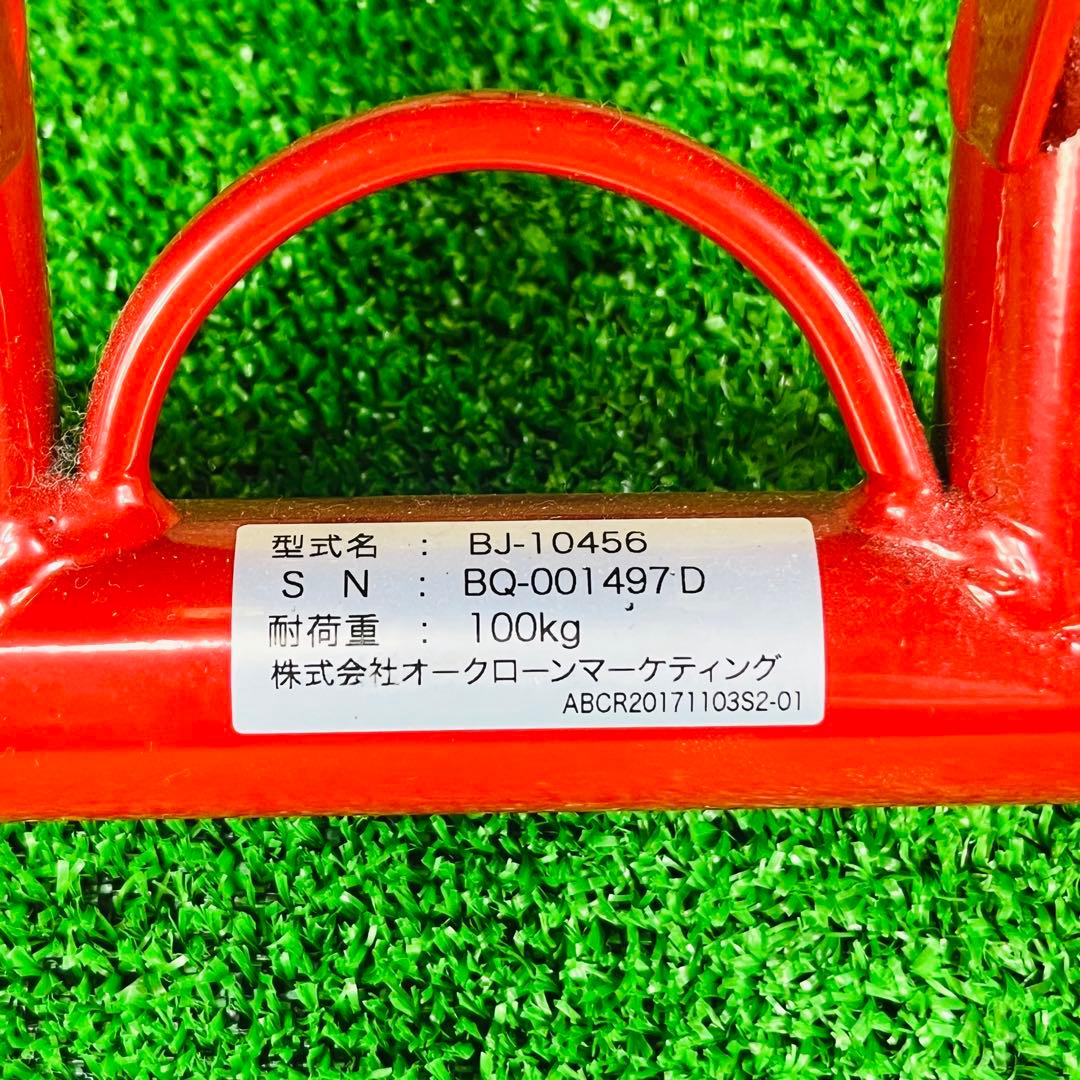 型式名 : BJ-10456
S N : BQ-001497D
耐荷重 : 100kg
株式会社オークローンマーケティング
ABCR20171103S2-01